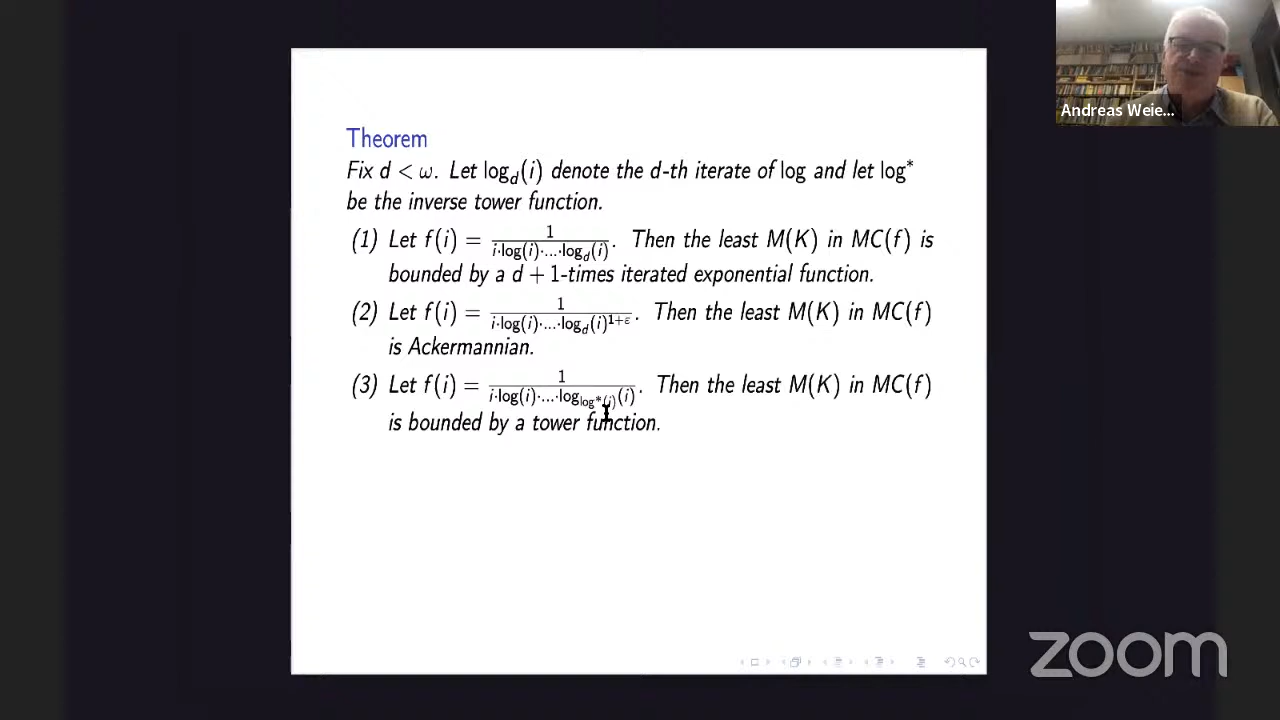 Andreas Weie...
Theorem
Fix d < ω. Let log_d(i) denote the d-th iterate of log and let log*
be the inverse tower function.
(1) Let f(i) = 1/(i·log(i)·...·log_d(i)). Then the least M(K) in MC(f) is
bounded by a d + 1-times iterated exponential function.
(2) Let f(i) = 1/(i·log(i)·...·log_d(i)^{1+ε}). Then the least M(K) in MC(f)
is Ackermannian.
(3) Let f(i) = 1/(i·log(i)·...·log_{log*(i)}(i)). Then the least M(K) in MC(f)
is bounded by a tower function.
zoom